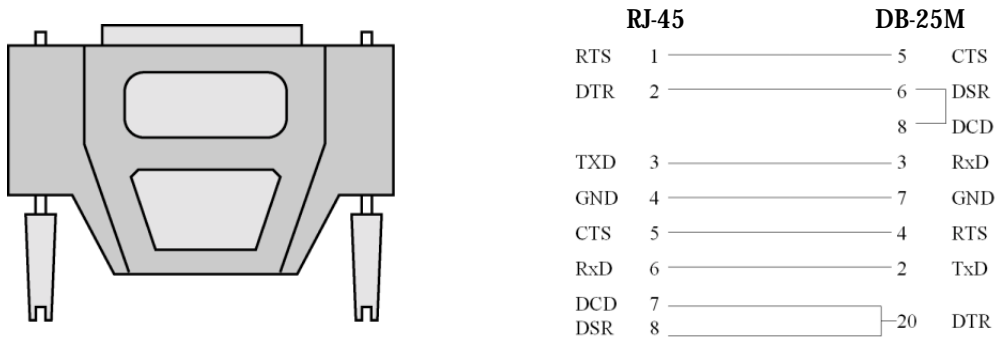 RJ-45 DB-25M
RTS 1 5 CTS
DTR 2 6 DSR
8 DCD
TXD 3 3 RxD
GND 4 7 GND
CTS 5 4 RTS
RxD 6 2 TxD
DCD 7
20 DTR
DSR 8